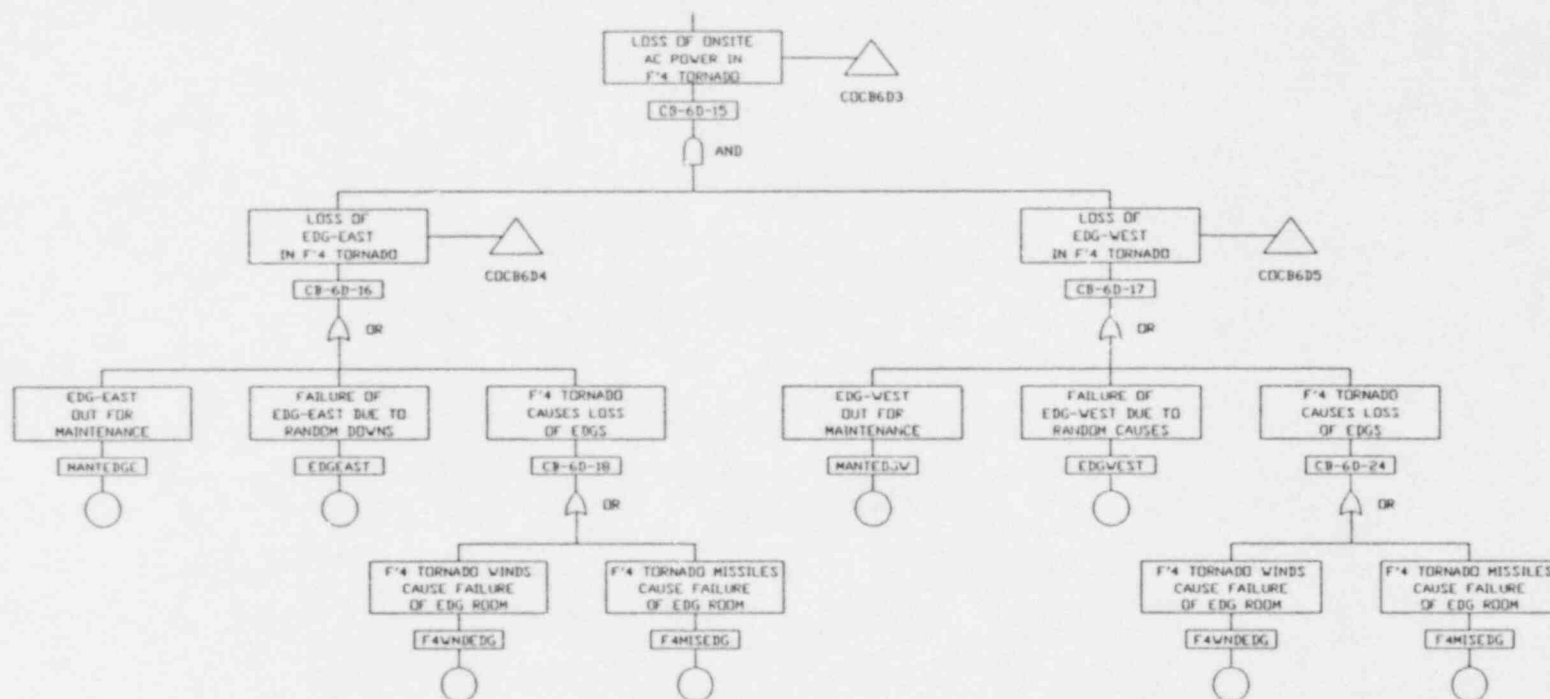 LOSS OF ONSITE
AC POWER IN
F'4 TORNADO
COCB6D3
CB-6D-15
AND
LOSS OF
EDG-EAST
IN F'4 TORNADO
COCB6D4
CB-6D-16
OR
LOSS OF
EDG-WEST
IN F'4 TORNADO
COCB6D5
CB-6D-17
OR
EDG-EAST
OUT FOR
MAINTENANCE
MANTEDGE
FAILURE OF
EDG-EAST DUE TO
RANDOM DOWNS
EDGEAST
F'4 TORNADO
CAUSES LOSS
OF EDGS
CB-6D-18
OR
EDG-WEST
OUT FOR
MAINTENANCE
MANTEDGW
FAILURE OF
EDG-WEST DUE TO
RANDOM CAUSES
EDGWEST
F'4 TORNADO
CAUSES LOSS
OF EDGS
CB-6D-24
OR
F'4 TORNADO WINDS
CAUSE FAILURE
OF EDG ROOM
F4WNDEDG
F'4 TORNADO MISSILES
CAUSE FAILURE
OF EDG ROOM
F4MISEDG
F'4 TORNADO WINDS
CAUSE FAILURE
OF EDG ROOM
F4WNDEDG
F'4 TORNADO MISSILES
CAUSE FAILURE
OF EDG ROOM
F4MISEDG